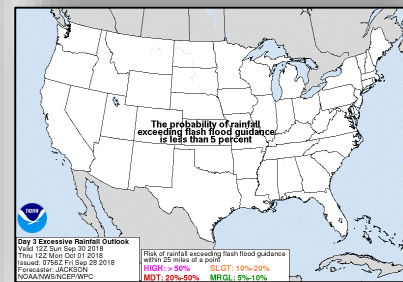 The probability of rainfall
exceeding flash flood guidance
is less than 5 percent
NOAA
Day 3 Excessive Rainfall Outlook
Valid 12Z Sun Sep 30 2018
Thru 12Z Mon Oct 01 2018
Issued: 0756Z Fri Sep 28 2018
Forecaster: JACKSON
NOAA/NWS/NCEP/WPC
Risk of rainfall exceeding flash flood guidance
within 25 miles of a point
HIGH: > 50% SLGT: 10%-20%
MDT: 20%-50% MRGL: 5%-10%